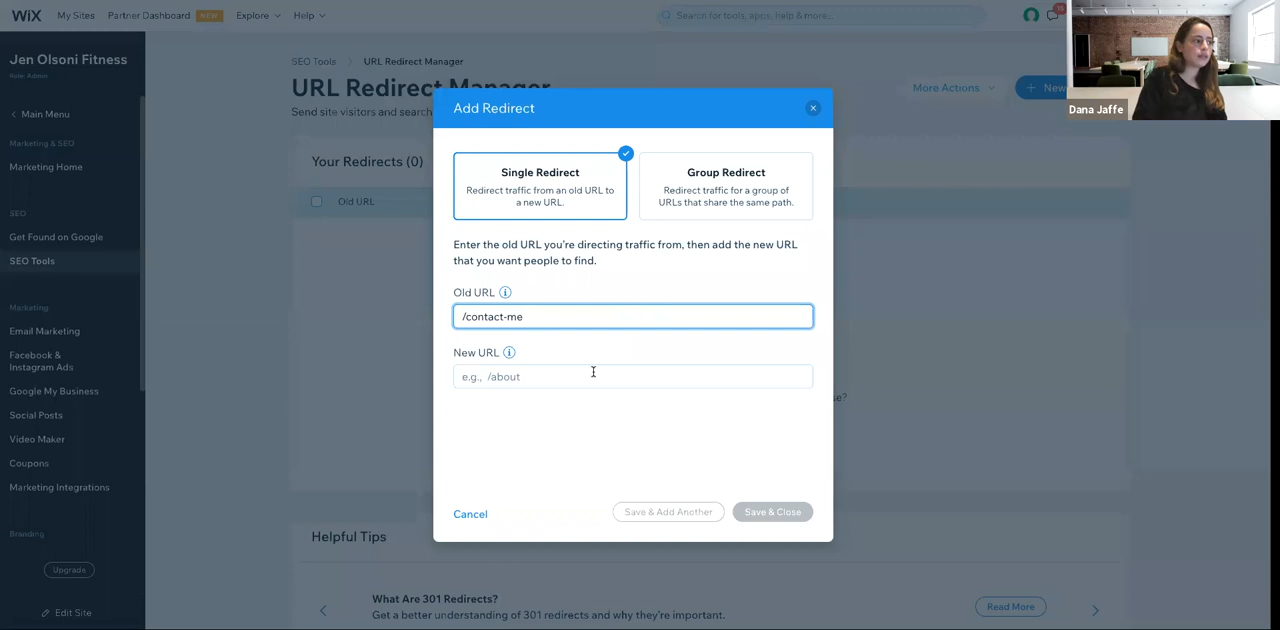 WiX My Sites Partner Dashboard NEW Explore Help Search for tools, apps, help & more...
Jen Olsoni Fitness
Role: Admin
Main Menu
Marketing & SEO
Marketing Home
SEO
Get Found on Google
SEO Tools
Marketing
Email Marketing
Facebook &
Instagram Ads
Google My Business
Social Posts
Video Maker
Coupons
Marketing Integrations
Branding
Upgrade
Edit Site
SEO Tools URL Redirect Manager
URL Redirect Manager
Send site visitors and search
More Actions
+ New
Dana Jaffe
Your Redirects (0)
Old URL
Add Redirect
Single Redirect
Redirect traffic from an old URL to
a new URL.
Group Redirect
Redirect traffic for a group of
URLs that share the same path.
Enter the old URL you're directing traffic from, then add the new URL
that you want people to find.
Old URL
/contact-me
New URL
e.g., /about
Cancel
Save & Add Another
Save & Close
Helpful Tips
What Are 301 Redirects?
Get a better understanding of 301 redirects and why they're important.
Read More